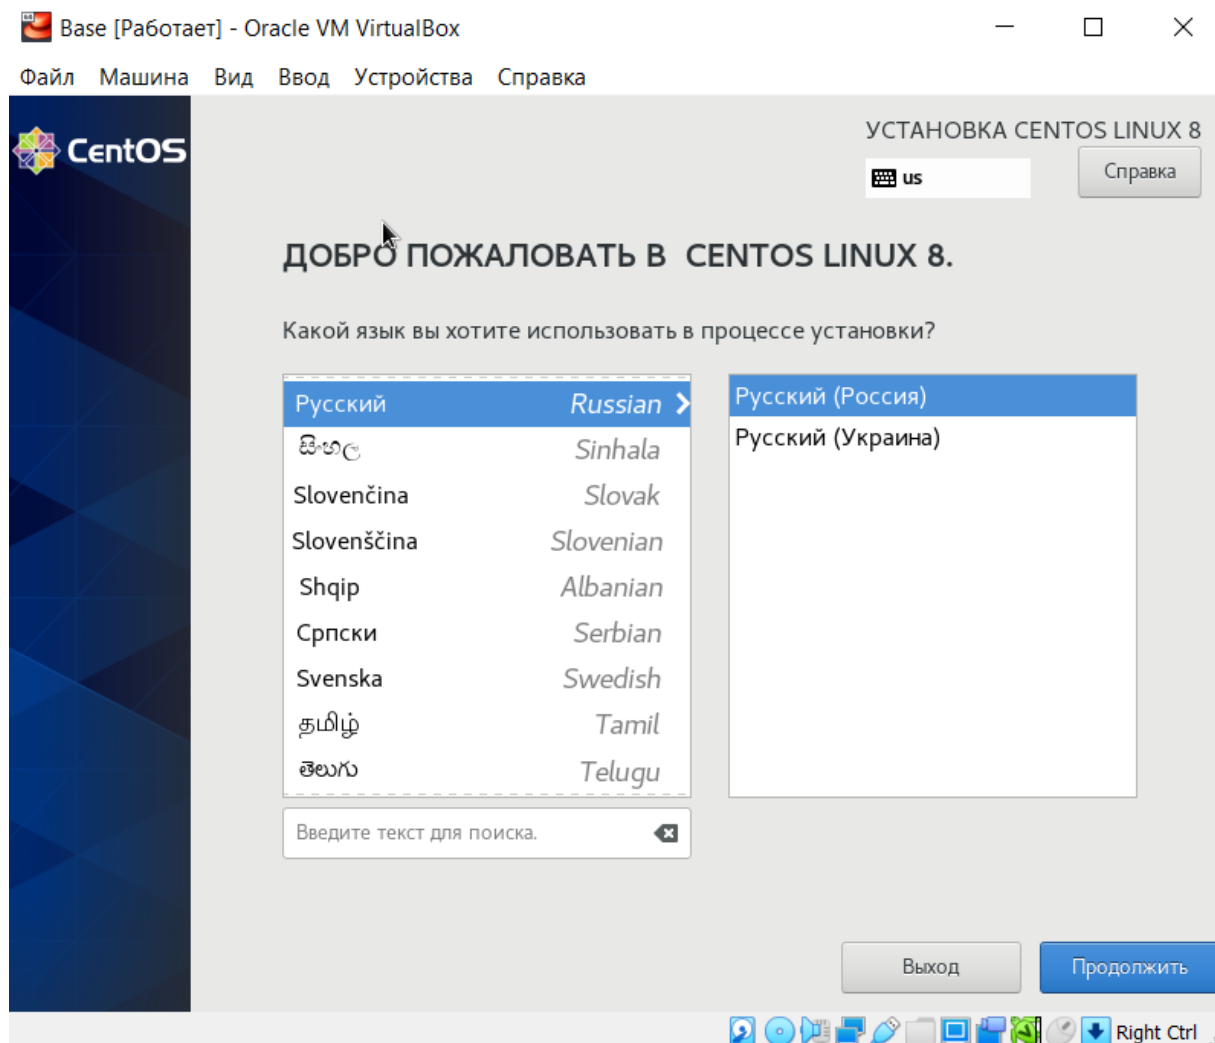 Base [Работает] - Oracle VM VirtualBox
Файл Машина Вид Ввод Устройства Справка
CentOS
УСТАНОВКА CENTOS LINUX 8
us
Справка
ДОБРО ПОЖАЛОВАТЬ В CENTOS LINUX 8.
Какой язык вы хотите использовать в процессе установки?
Русский Russian
සිංහල Sinhala
Slovenčina Slovak
Slovenščina Slovenian
Shqip Albanian
Српски Serbian
Svenska Swedish
தமிழ் Tamil
తెలుగు Telugu
Введите текст для поиска.
Русский (Россия)
Русский (Украина)
Выход
Продолжить
Right Ctrl